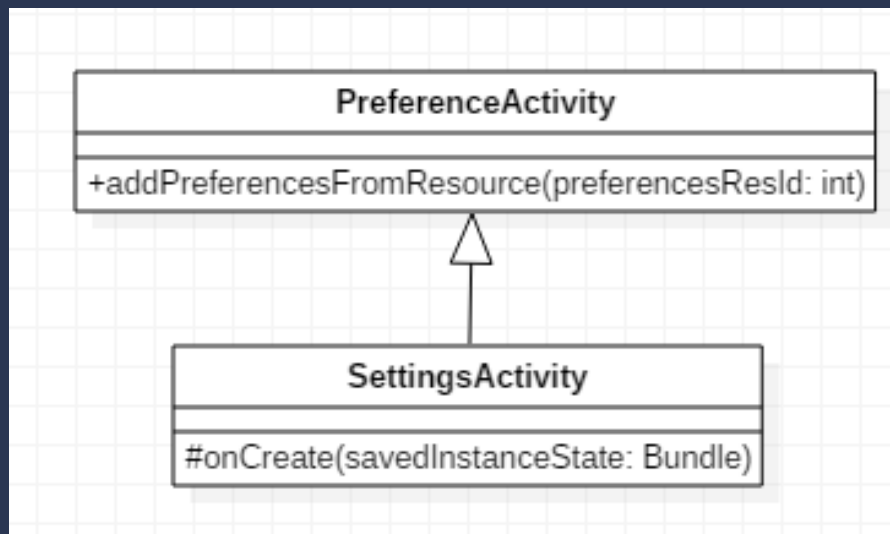 PreferenceActivity
+addPreferencesFromResource(preferencesResId: int)
SettingsActivity
#onCreate(savedInstanceState: Bundle)